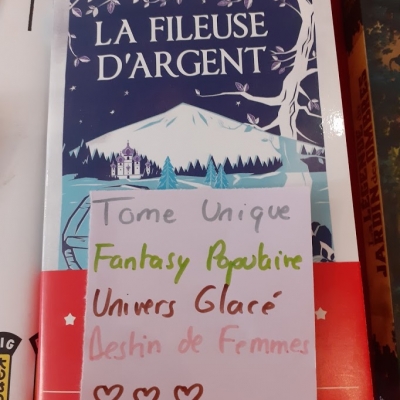 LA FILEUSE
D'ARGENT
Tome Unique
Fantasy Populaire
Univers Glacé
Destin de Femmes